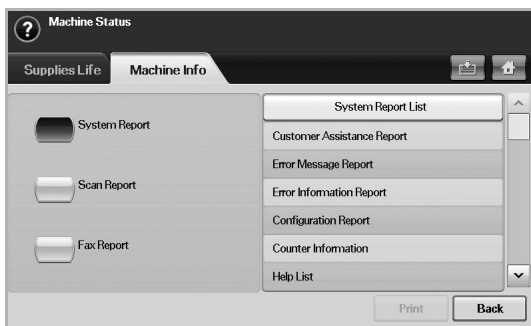 ?
Machine Status
Supplies Life
Machine Info
System Report
Scan Report
Fax Report
System Report List
Customer Assistance Report
Error Message Report
Error Information Report
Configuration Report
Counter Information
Help List
Print
Back